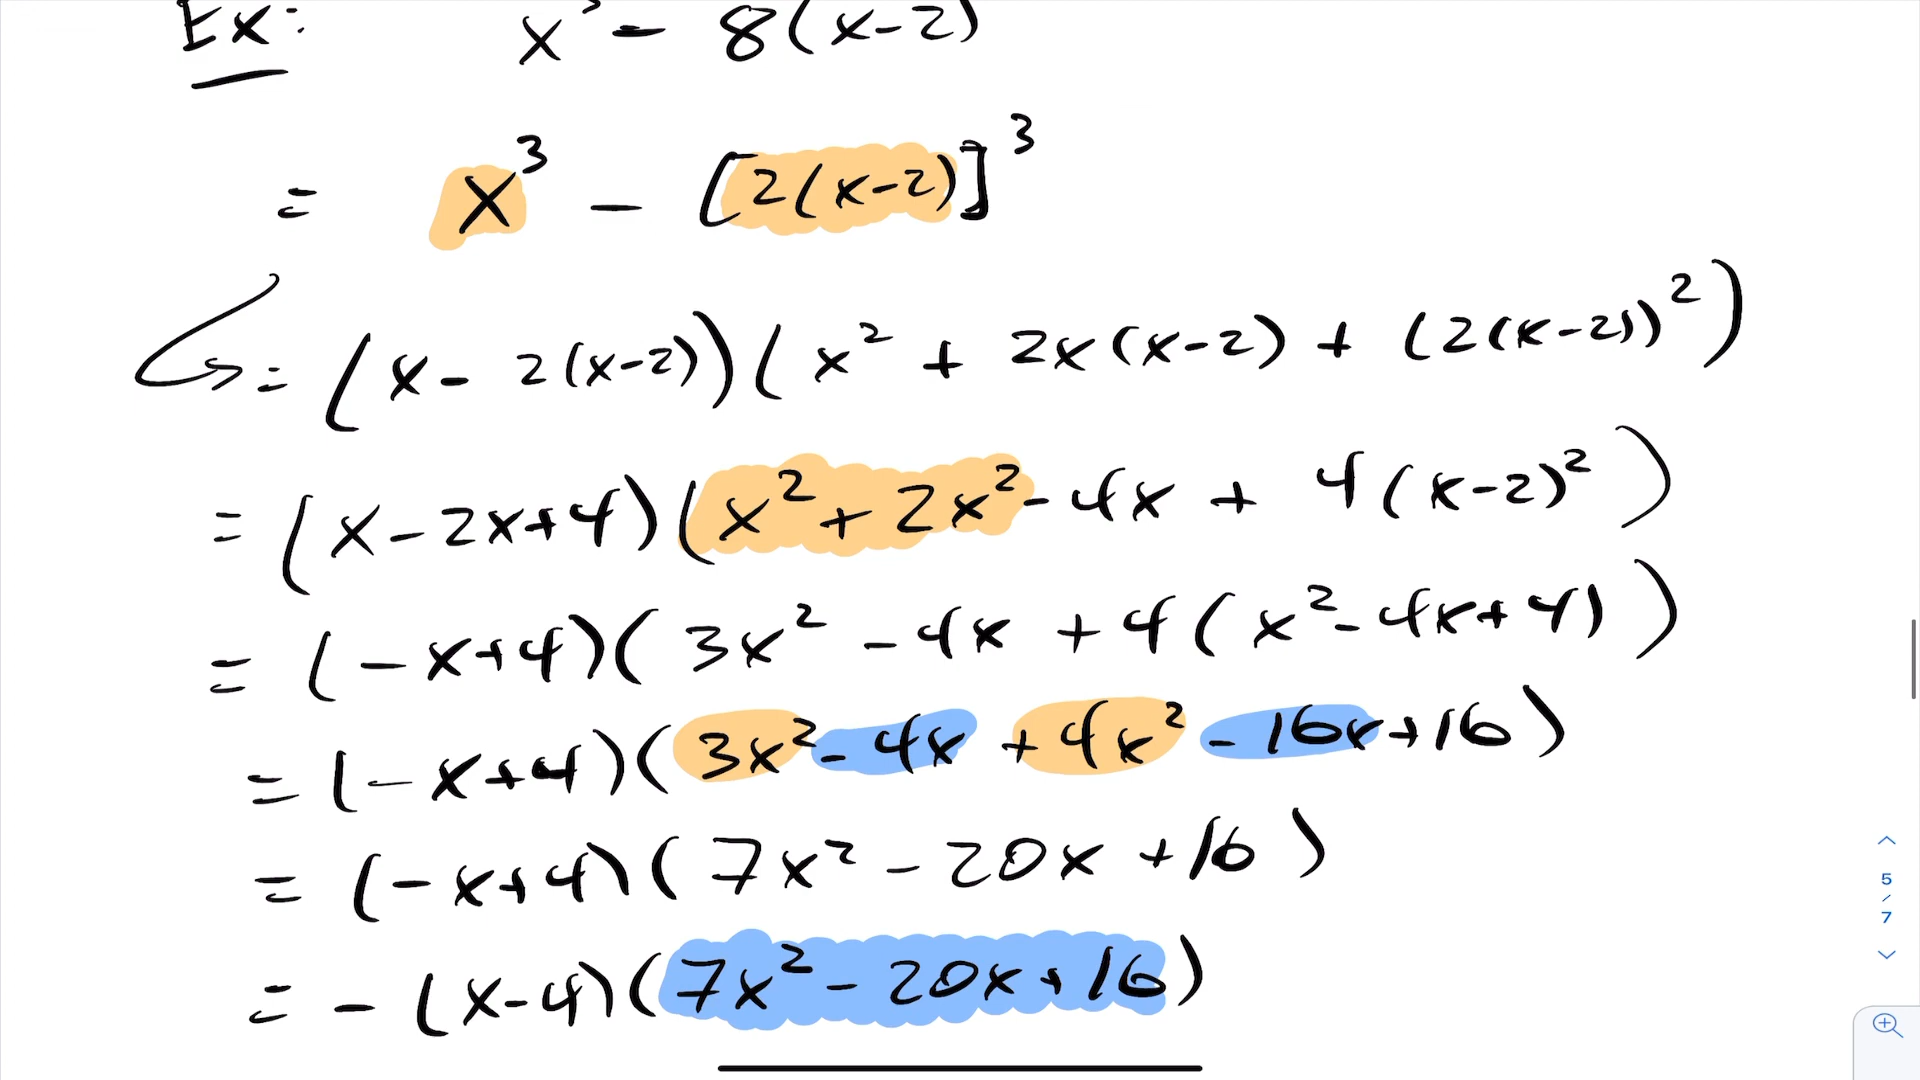 Ex: x³ - 8(x-2)
= x³ - [2(x-2)]³
= (x - 2(x-2))(x² + 2x(x-2) + (2(x-2))²)
= (x-2x+4)(x²+2x²-4x + 4(x-2)²)
= (-x+4)(3x² - 4x + 4(x²-4x+4))
= (-x+4)(3x²-4x+4x²-16x+16)
= (-x+4)(7x² - 20x + 16)
= -(x-4)(7x²-20x+16)
5
/
7